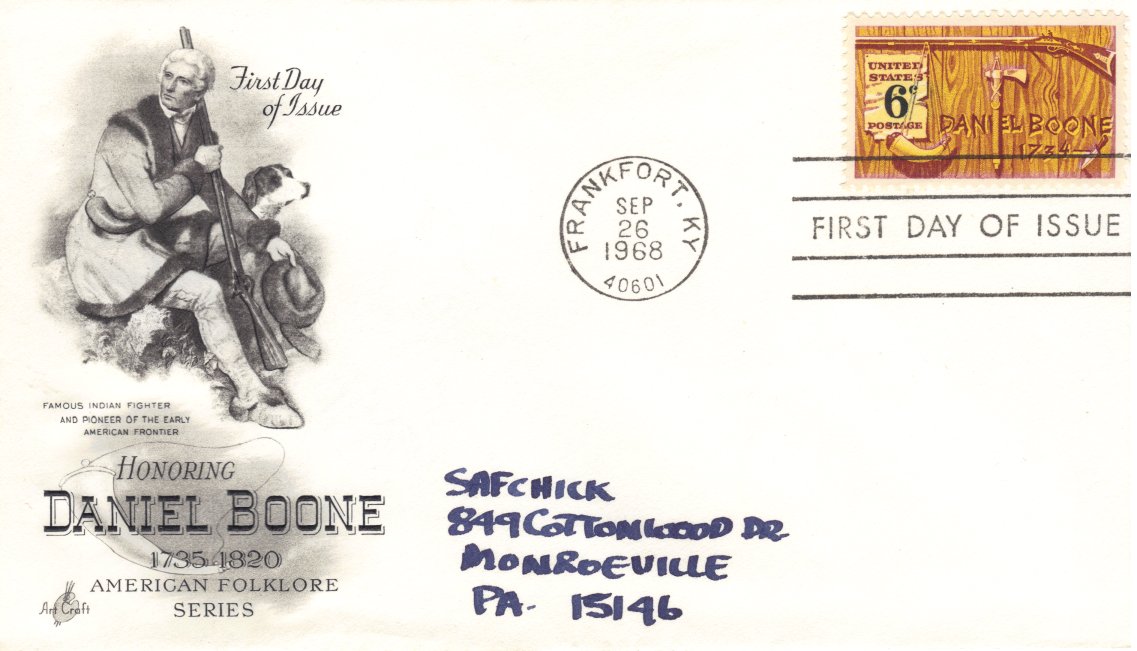 First Day
of Issue
UNITED
STATES
6c
POSTAGE
DANIEL BOONE
1734
FRANKFORT, KY
SEP
26
1968
40601
FIRST DAY OF ISSUE
FAMOUS INDIAN FIGHTER
AND PIONEER OF THE EARLY
AMERICAN FRONTIER
HONORING
DANIEL BOONE
1735-1820
AMERICAN FOLKLORE
SERIES
Art Craft
SAFCHICK
849 COTTONWOOD DR
MONROEVILLE
PA. 15146